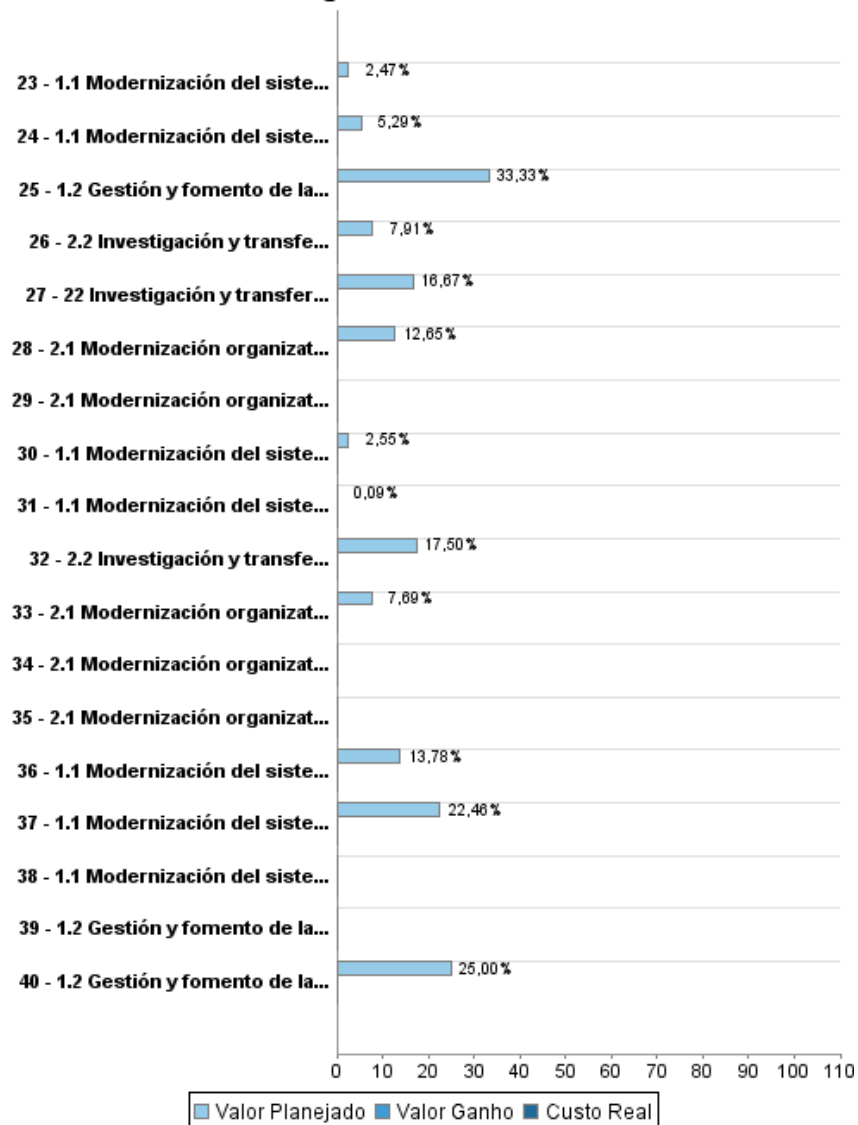 23 - 1.1 Modernización del siste... 2,47%
24 - 1.1 Modernización del siste... 5,29%
25 - 1.2 Gestión y fomento de la... 33,33%
26 - 2.2 Investigación y transfe... 7,91%
27 - 22 Investigación y transfer... 16,67%
28 - 2.1 Modernización organizat... 12,65%
29 - 2.1 Modernización organizat...
30 - 1.1 Modernización del siste... 2,55%
31 - 1.1 Modernización del siste... 0,09%
32 - 2.2 Investigación y transfe... 17,50%
33 - 2.1 Modernización organizat... 7,69%
34 - 2.1 Modernización organizat...
35 - 2.1 Modernización organizat...
36 - 1.1 Modernización del siste... 13,78%
37 - 1.1 Modernización del siste... 22,46%
38 - 1.1 Modernización del siste...
39 - 1.2 Gestión y fomento de la...
40 - 1.2 Gestión y fomento de la... 25,00%
0 10 20 30 40 50 60 70 80 90 100 110
Valor Planejado Valor Ganho Custo Real